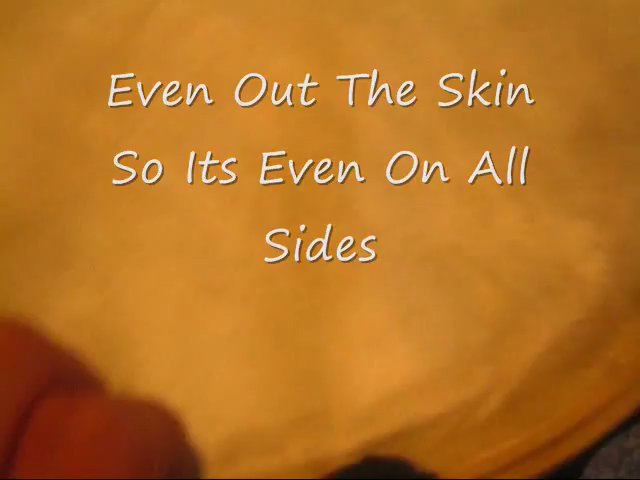 Even Out The Skin
So Its Even On All
Sides